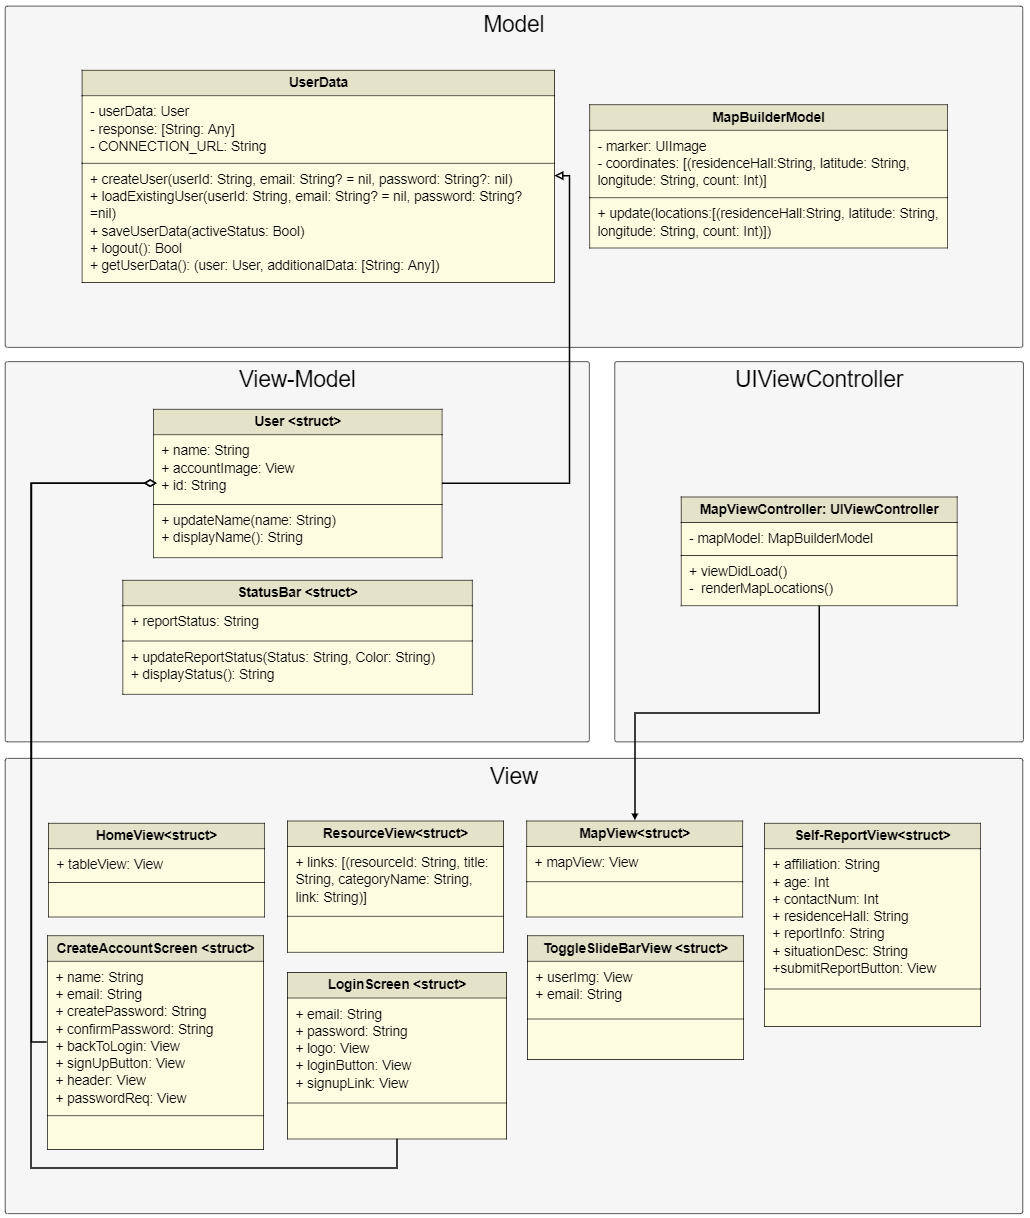 Model
UserData
- userData: User
- response: [String: Any]
- CONNECTION_URL: String
+ createUser(userId: String, email: String? = nil, password: String?: nil)
+ loadExistingUser(userId: String, email: String? = nil, password: String?
=nil)
+ saveUserData(activeStatus: Bool)
+ logout(): Bool
+ getUserData(): (user: User, additionalData: [String: Any])
MapBuilderModel
- marker: UIImage
- coordinates: [(residenceHall:String, latitude: String,
longitude: String, count: Int)]
+ update(locations:[(residenceHall:String, latitude: String,
longitude: String, count: Int)])
View-Model
User <struct>
+ name: String
+ accountImage: View
+ id: String
+ updateName(name: String)
+ displayName(): String
StatusBar <struct>
+ reportStatus: String
+ updateReportStatus(Status: String, Color: String)
+ displayStatus(): String
UIViewController
MapViewController: UIViewController
- mapModel: MapBuilderModel
+ viewDidLoad()
- renderMapLocations()
View
HomeView<struct>
+ tableView: View
ResourceView<struct>
+ links: [(resourceId: String, title:
String, categoryName: String,
link: String)]
MapView<struct>
+ mapView: View
Self-ReportView<struct>
+ affiliation: String
+ age: Int
+ contactNum: Int
+ residenceHall: String
+ reportInfo: String
+ situationDesc: String
+submitReportButton: View
CreateAccountScreen <struct>
+ name: String
+ email: String
+ createPassword: String
+ confirmPassword: String
+ backToLogin: View
+ signUpButton: View
+ header: View
+ passwordReq: View
LoginScreen <struct>
+ email: String
+ password: String
+ logo: View
+ loginButton: View
+ signupLink: View
ToggleSlideBarView <struct>
+ userImg: View
+ email: String